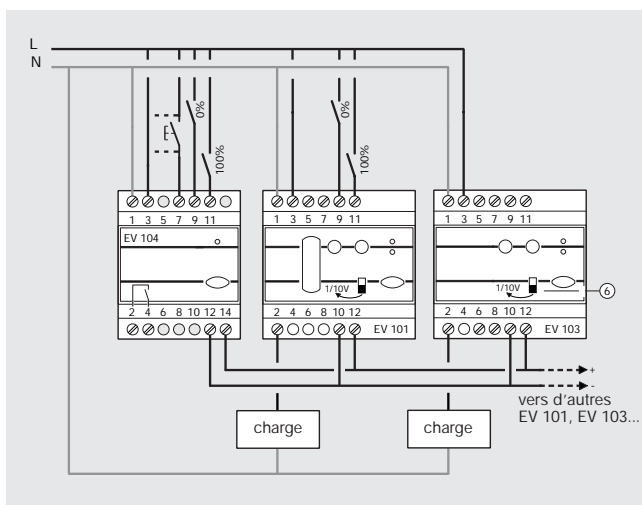 L
N
0%
100%
0%
100%
1 3 5 7 9 11
1 3 5 7 9 11
1 3 5 7 9 11
EV 104
1/10V
1/10V
6
2 4 6 8 10 12 14
2 4 6 8 10 12
2 4 6 8 10 12
EV 101
EV 103
+
-
vers d'autres
EV 101, EV 103...
charge
charge